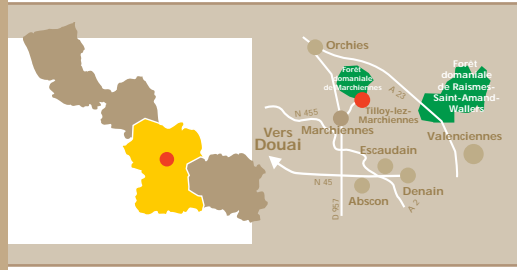 Orchies
Forêt
domaniale
de Marchiennes
Forêt
domaniale
de Raismes-
Saint-Amand-
Wallers
A 23
Tilloy-lez-
Marchiennes
N 455
Marchiennes
Vers
Douai
Valenciennes
Escaudain
N 45
Denain
Abscon
D 957
A 2